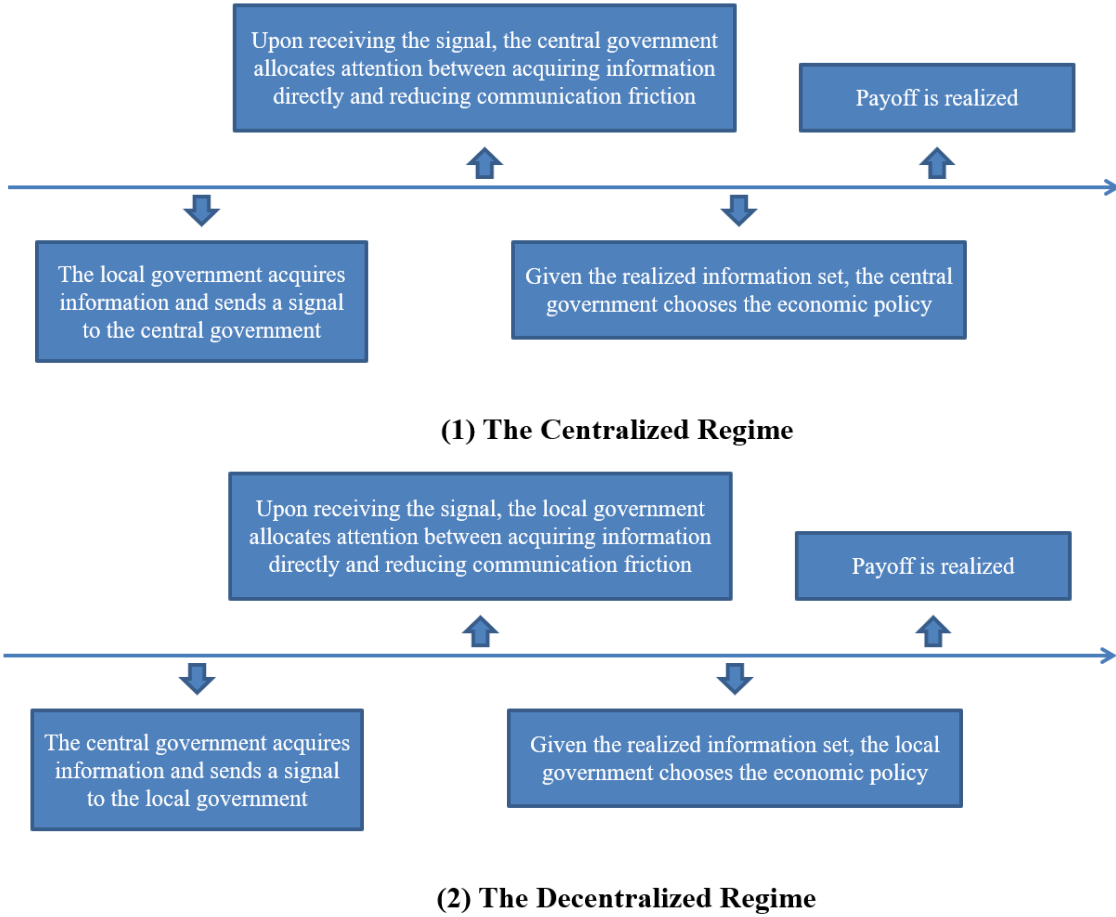 Upon receiving the signal, the central government
allocates attention between acquiring information
directly and reducing communication friction
Payoff is realized
The local government acquires
information and sends a signal
to the central government
Given the realized information set, the central
government chooses the economic policy
(1) The Centralized Regime
Upon receiving the signal, the local government
allocates attention between acquiring information
directly and reducing communication friction
Payoff is realized
The central government acquires
information and sends a signal
to the local government
Given the realized information set, the local
government chooses the economic policy
(2) The Decentralized Regime